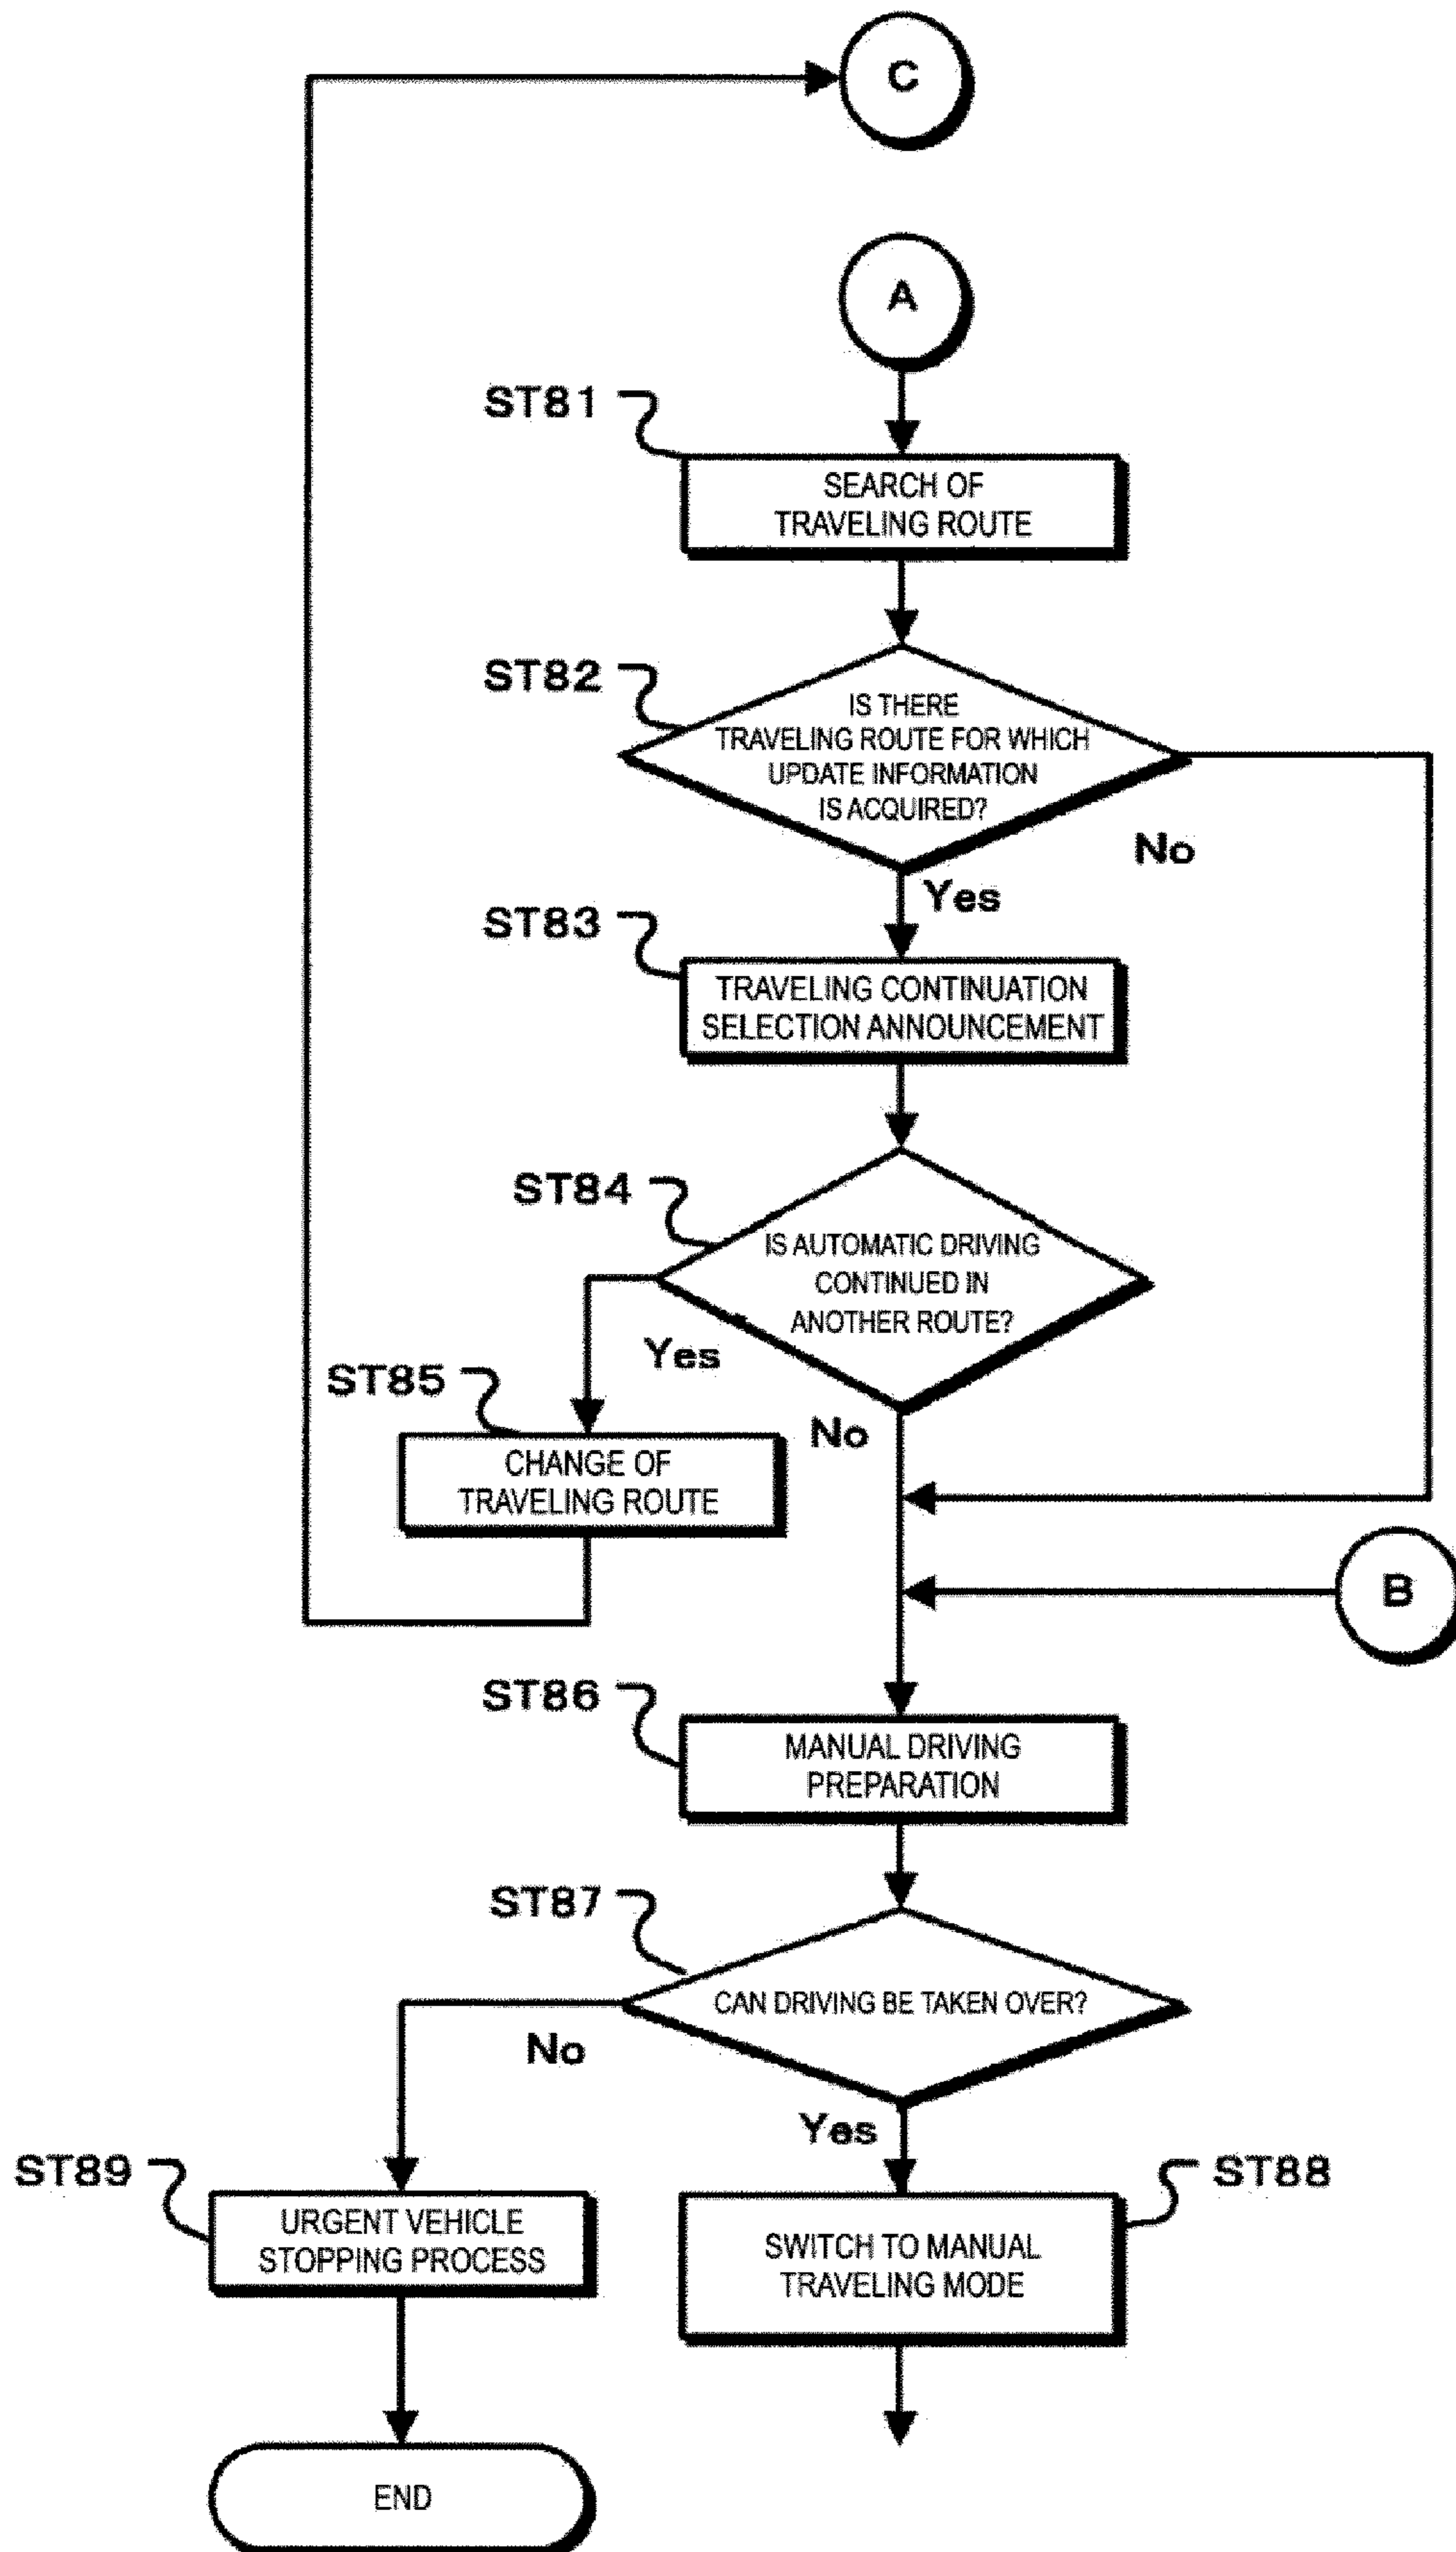 C
A
ST81
SEARCH OF
TRAVELING ROUTE
ST82
IS THERE
TRAVELING ROUTE FOR WHICH
UPDATE INFORMATION
IS ACQUIRED?
No
Yes
ST83
TRAVELING CONTINUATION
SELECTION ANNOUNCEMENT
ST84
IS AUTOMATIC DRIVING
CONTINUED IN
ANOTHER ROUTE?
Yes
ST85
No
CHANGE OF
TRAVELING ROUTE
B
ST86
MANUAL DRIVING
PREPARATION
ST87
CAN DRIVING BE TAKEN OVER?
No
Yes
ST89
ST88
URGENT VEHICLE
STOPPING PROCESS
SWITCH TO MANUAL
TRAVELING MODE
END